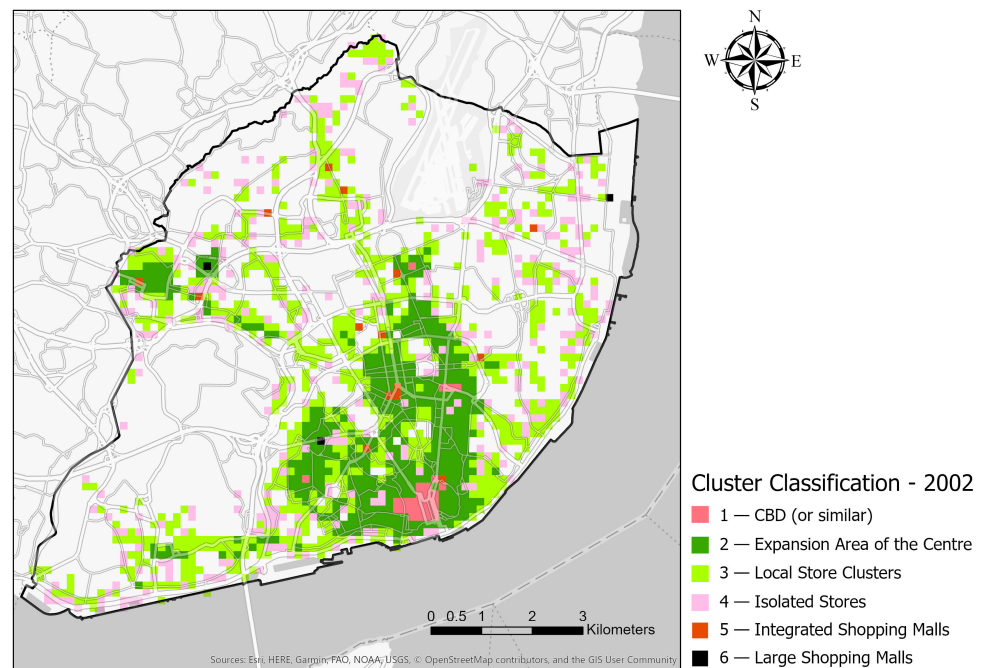 N
W E
S
Cluster Classification - 2002
1 — CBD (or similar)
2 — Expansion Area of the Centre
3 — Local Store Clusters
4 — Isolated Stores
5 — Integrated Shopping Malls
6 — Large Shopping Malls
0 0.5 1 2 3
Kilometers
Sources: Esri, HERE, Garmin, FAO, NOAA, USGS, © OpenStreetMap contributors, and the GIS User Community